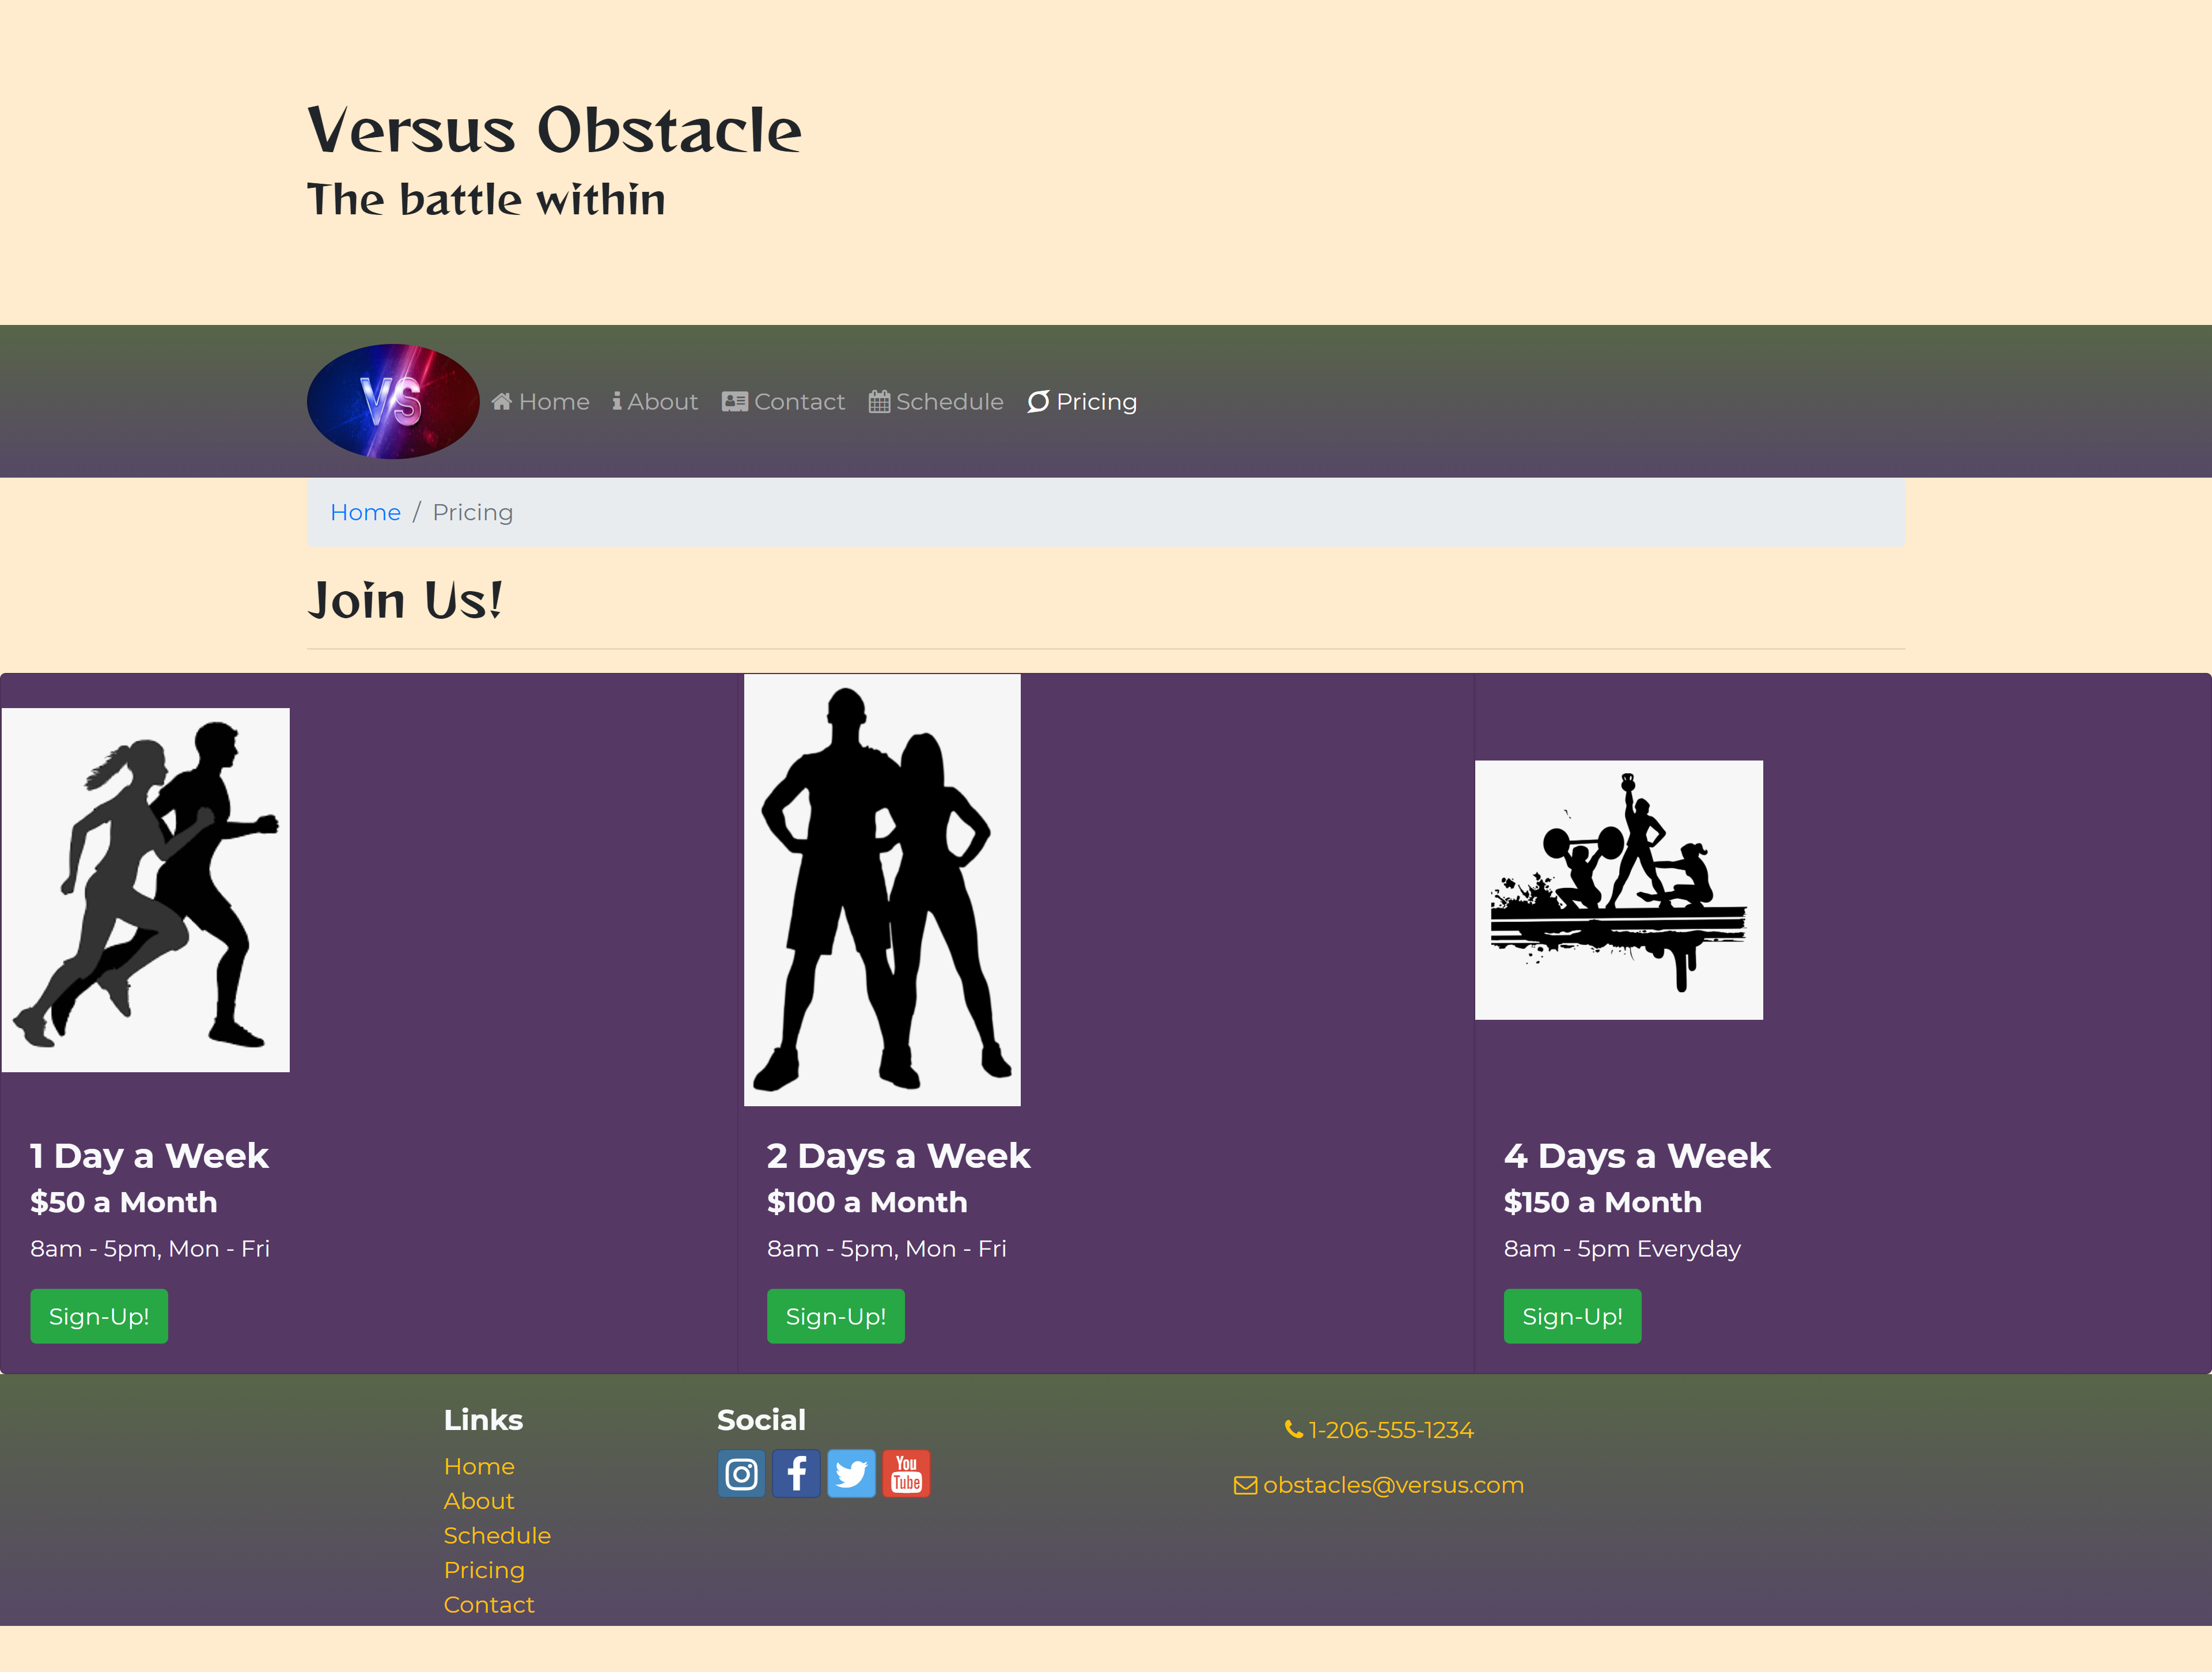 Versus Obstacle
The battle within
VS
Home About Contact Schedule Pricing
Home / Pricing
Join Us!
1 Day a Week
$50 a Month
8am - 5pm, Mon - Fri
Sign-Up!
2 Days a Week
$100 a Month
8am - 5pm, Mon - Fri
Sign-Up!
4 Days a Week
$150 a Month
8am - 5pm Everyday
Sign-Up!
Links
Home
About
Schedule
Pricing
Contact
Social
You
Tube
1-206-555-1234
obstacles@versus.com